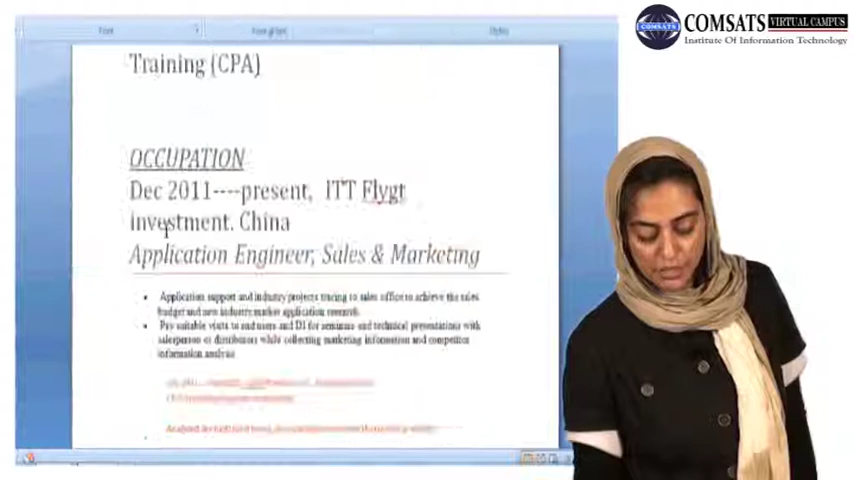 COMSATS VIRTUAL CAMPUS
Institute Of Information Technology
Font
Paragraph
Styles
Training (CPA)
OCCUPATION
Dec 2011----present, ITT Flygt
investment. China
Application Engineer, Sales & Marketing
Application support and industry projects tracing to sales office to achieve the sales
budget and new industry market application research
Pay suitable visits to end users and DI for seminars and technical presentations with
salesperson or distributors while collecting marketing information and competitor
information analysis